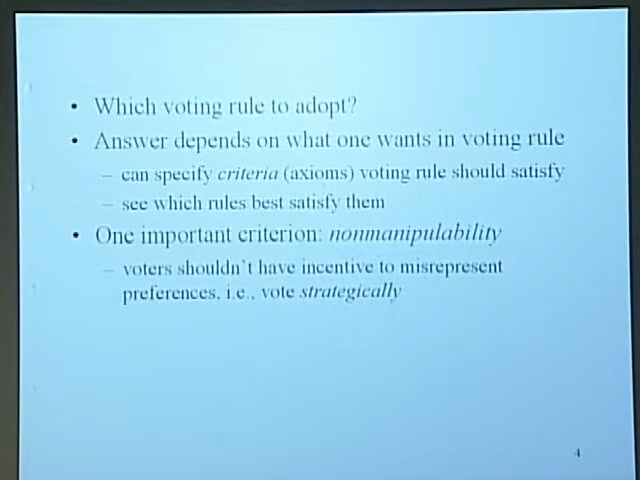 • Which voting rule to adopt?
• Answer depends on what one wants in voting rule
– can specify criteria (axioms) voting rule should satisfy
– see which rules best satisfy them
• One important criterion: nonmanipulability
– voters shouldn't have incentive to misrepresent
preferences, i.e., vote strategically
4